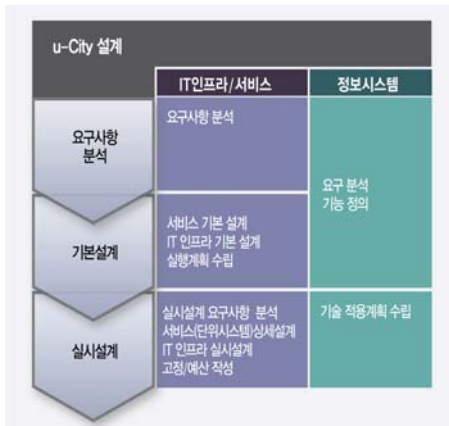 u-City 설계
IT인프라/서비스
정보시스템
요구사항
분석
요구사항 분석
요구 분석
기능 정의
기본설계
서비스 기본 설계
IT 인프라 기본 설계
실행계획 수립
실시설계
실시설계 요구사항 분석
서비스(단위시스템)상세설계
IT 인프라 실시설계
고정/예산 작성
기술 적용계획 수립